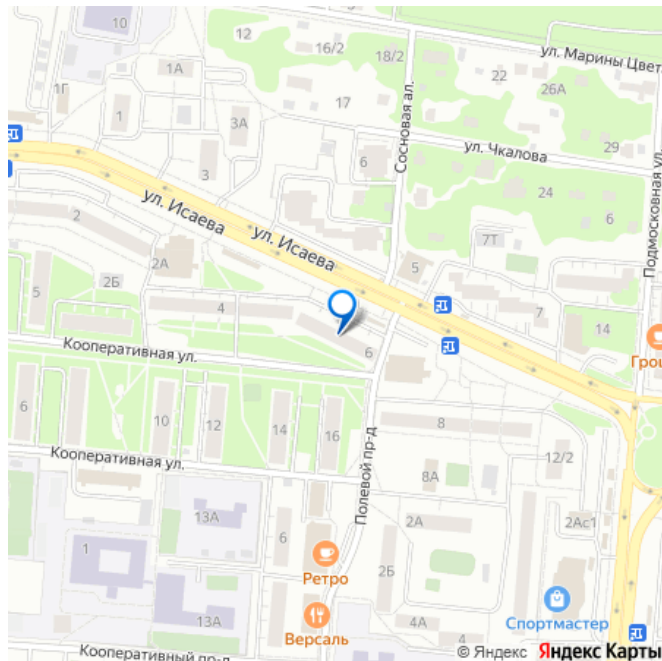 10
12
16/2
18/2
ул. Марины Цвет
22
26А
1А
1Г
17
1
3А
Сосновая ал.
ул. Чкалова
29
6
3
24
6
ул. Исаева
ул. Исаева
7Т
Подмосковная ул.
2
2А
2Б
5
5
4
7
14
6
Кооперативная ул.
Гроц
6
10
12
14
16
8
Кооперативная ул.
Полевой пр-д
12/2
8А
13А
2А
2Ас1
6
1
2Б
Ретро
Спортмастер
13А
Версаль
4А
4
Кооперативный пр-д
© Яндекс Яндекс Карты